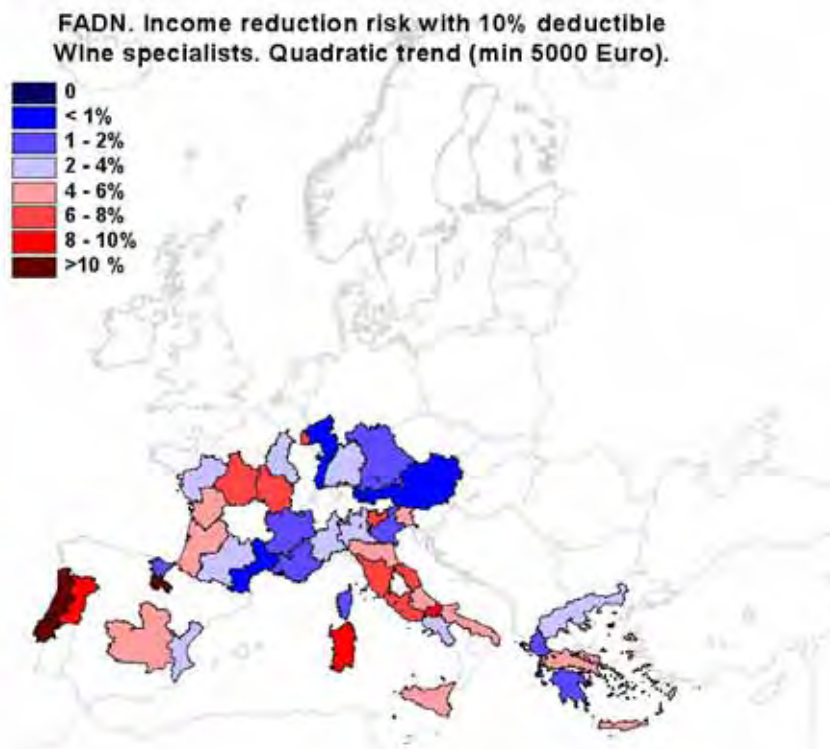 FADN. Income reduction risk with 10% deductible
Wine specialists. Quadratic trend (min 5000 Euro).
0
< 1%
1 - 2%
2 - 4%
4 - 6%
6 - 8%
8 - 10%
>10 %